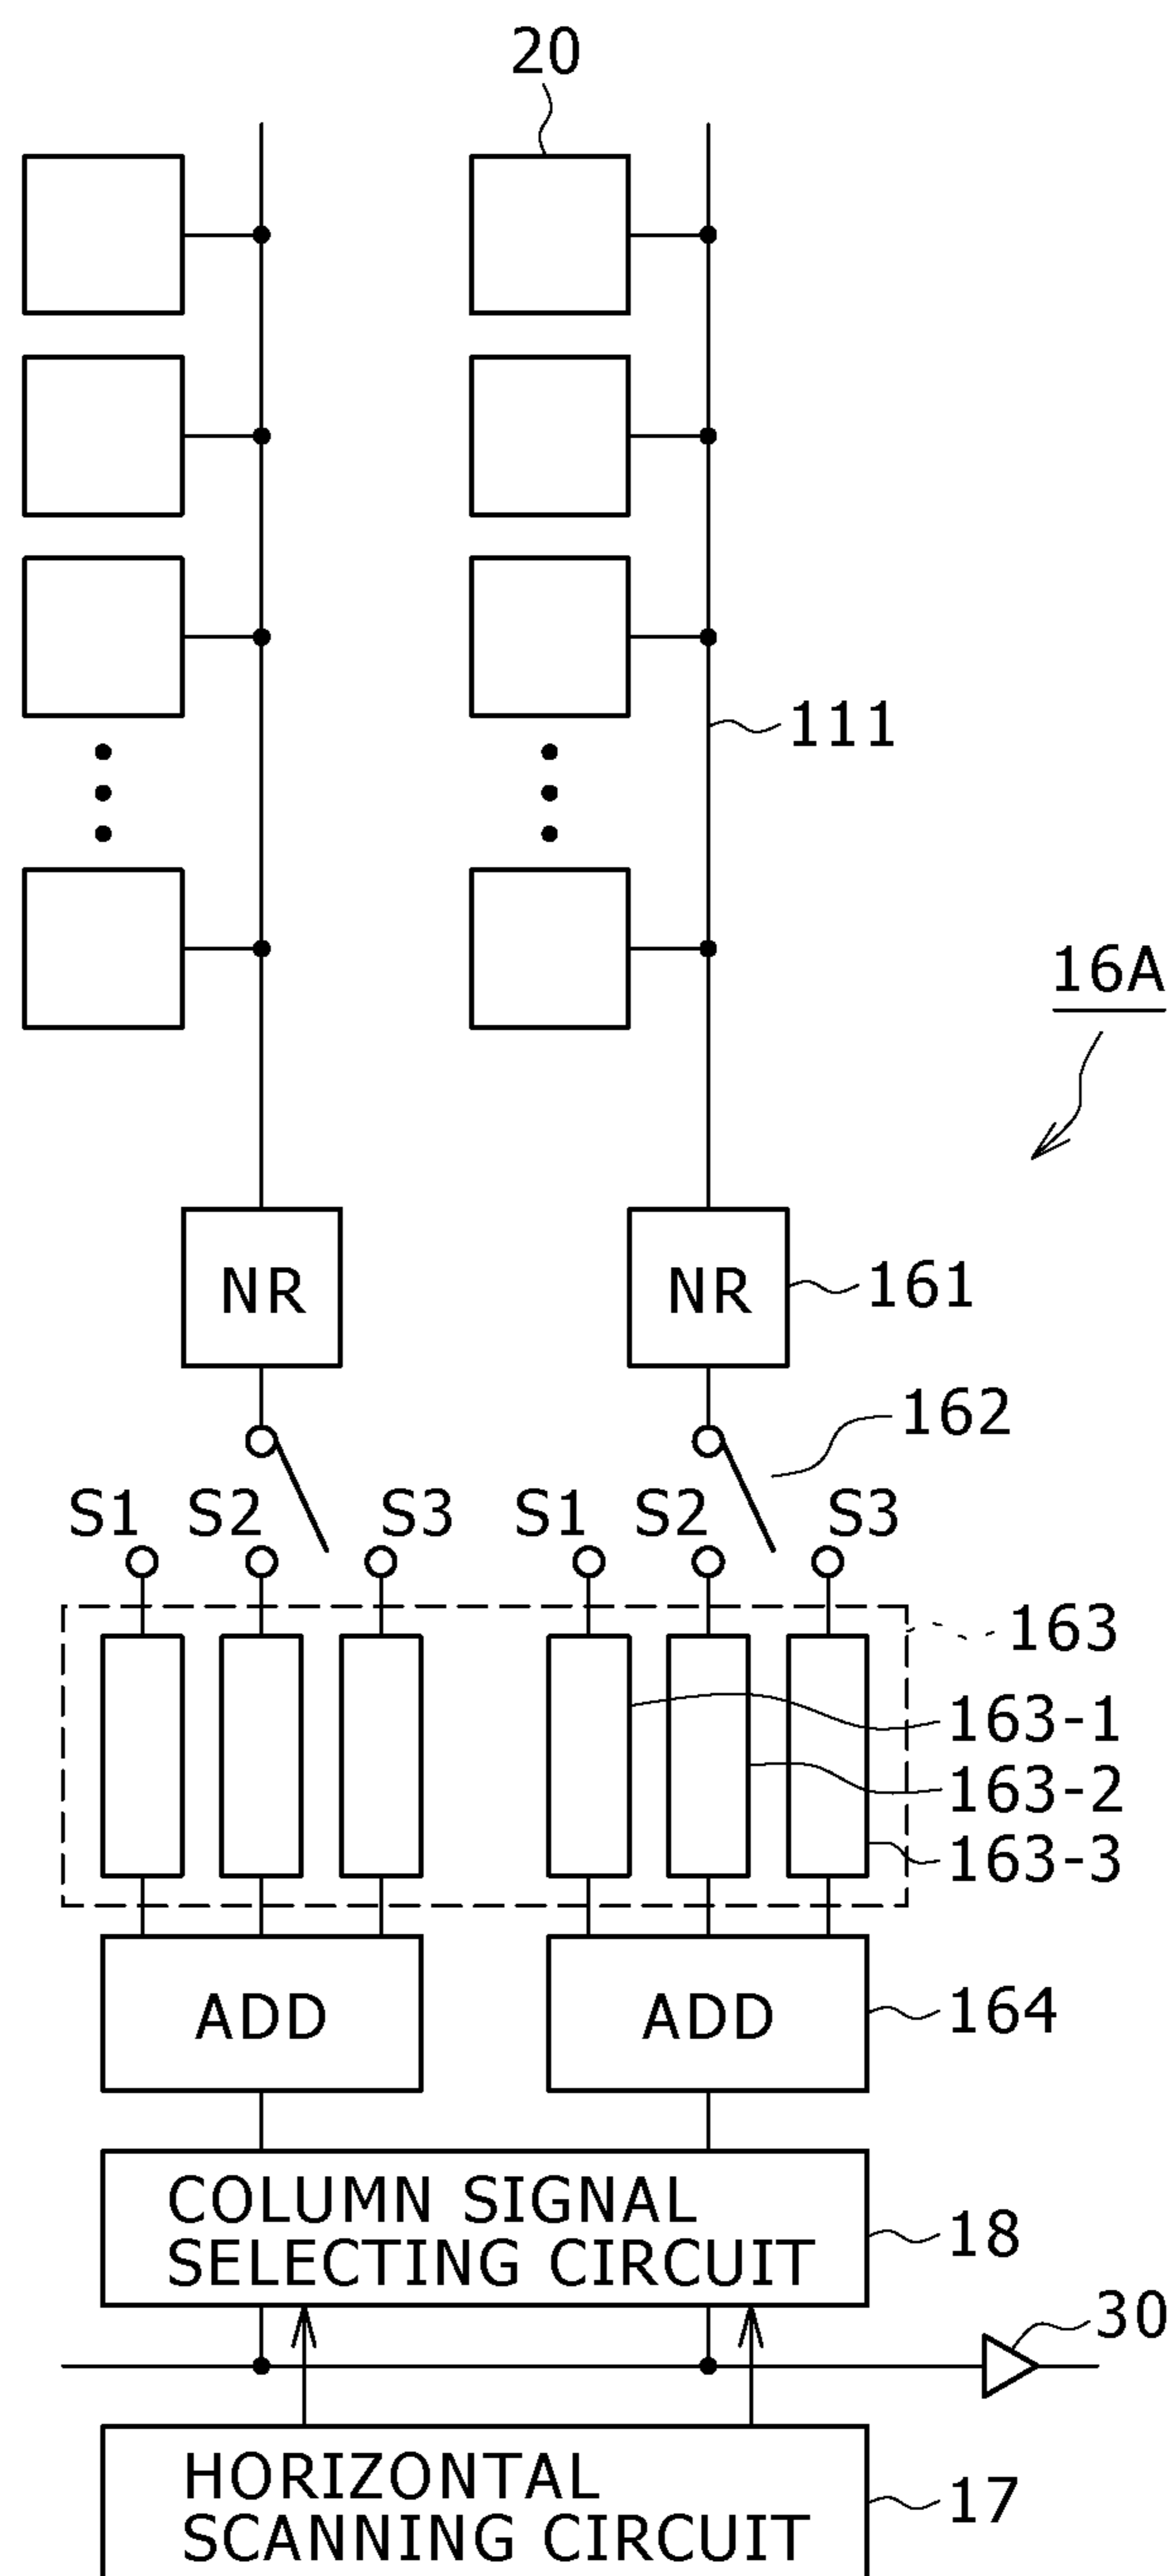 20
111
16A
NR NR 161
162
S1 S2 S3 S1 S2 S3
163
163-1
163-2
163-3
ADD ADD 164
COLUMN SIGNAL
SELECTING CIRCUIT
18
30
HORIZONTAL
SCANNING CIRCUIT
17